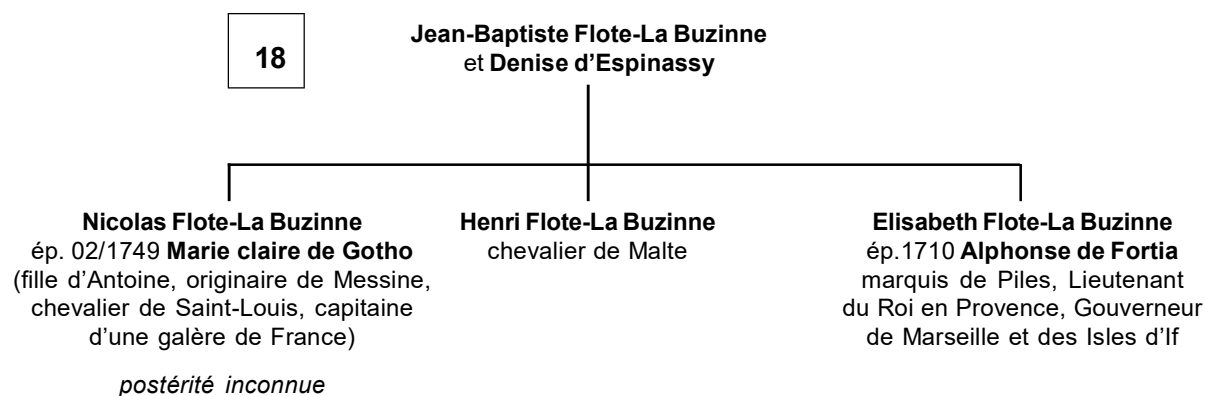 18
Jean-Baptiste Flote-La Buzinne
et Denise d'Espinassy
Nicolas Flote-La Buzinne
ép. 02/1749 Marie claire de Gotho
(fille d'Antoine, originaire de Messine,
chevalier de Saint-Louis, capitaine
d'une galère de France)
postérité inconnue
Henri Flote-La Buzinne
chevalier de Malte
Elisabeth Flote-La Buzinne
ép.1710 Alphonse de Fortia
marquis de Piles, Lieutenant
du Roi en Provence, Gouverneur
de Marseille et des Isles d'If